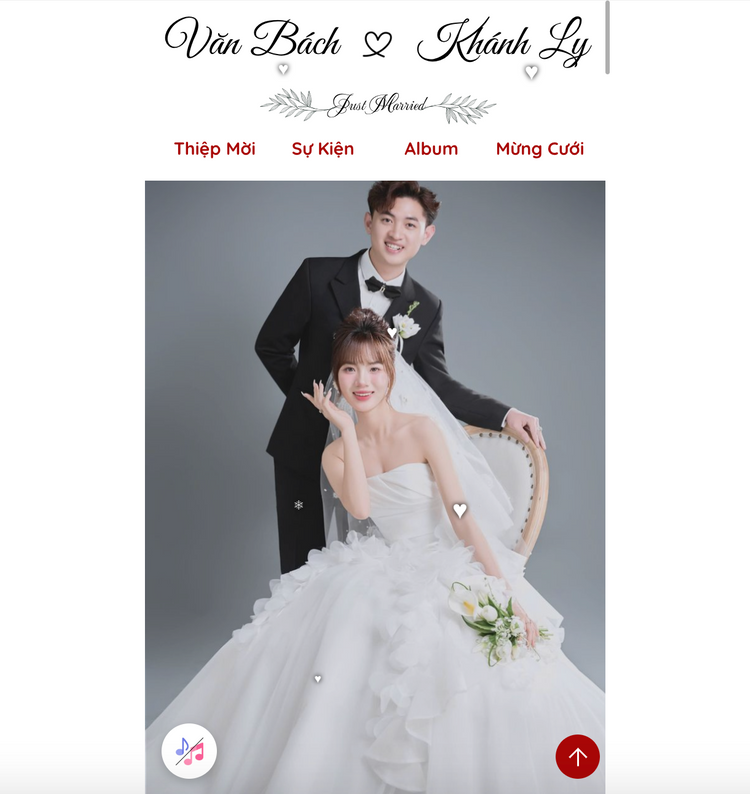 Văn Bách Khánh Ly
Just Married
Thiệp Mời Sự Kiện Album Mừng Cưới